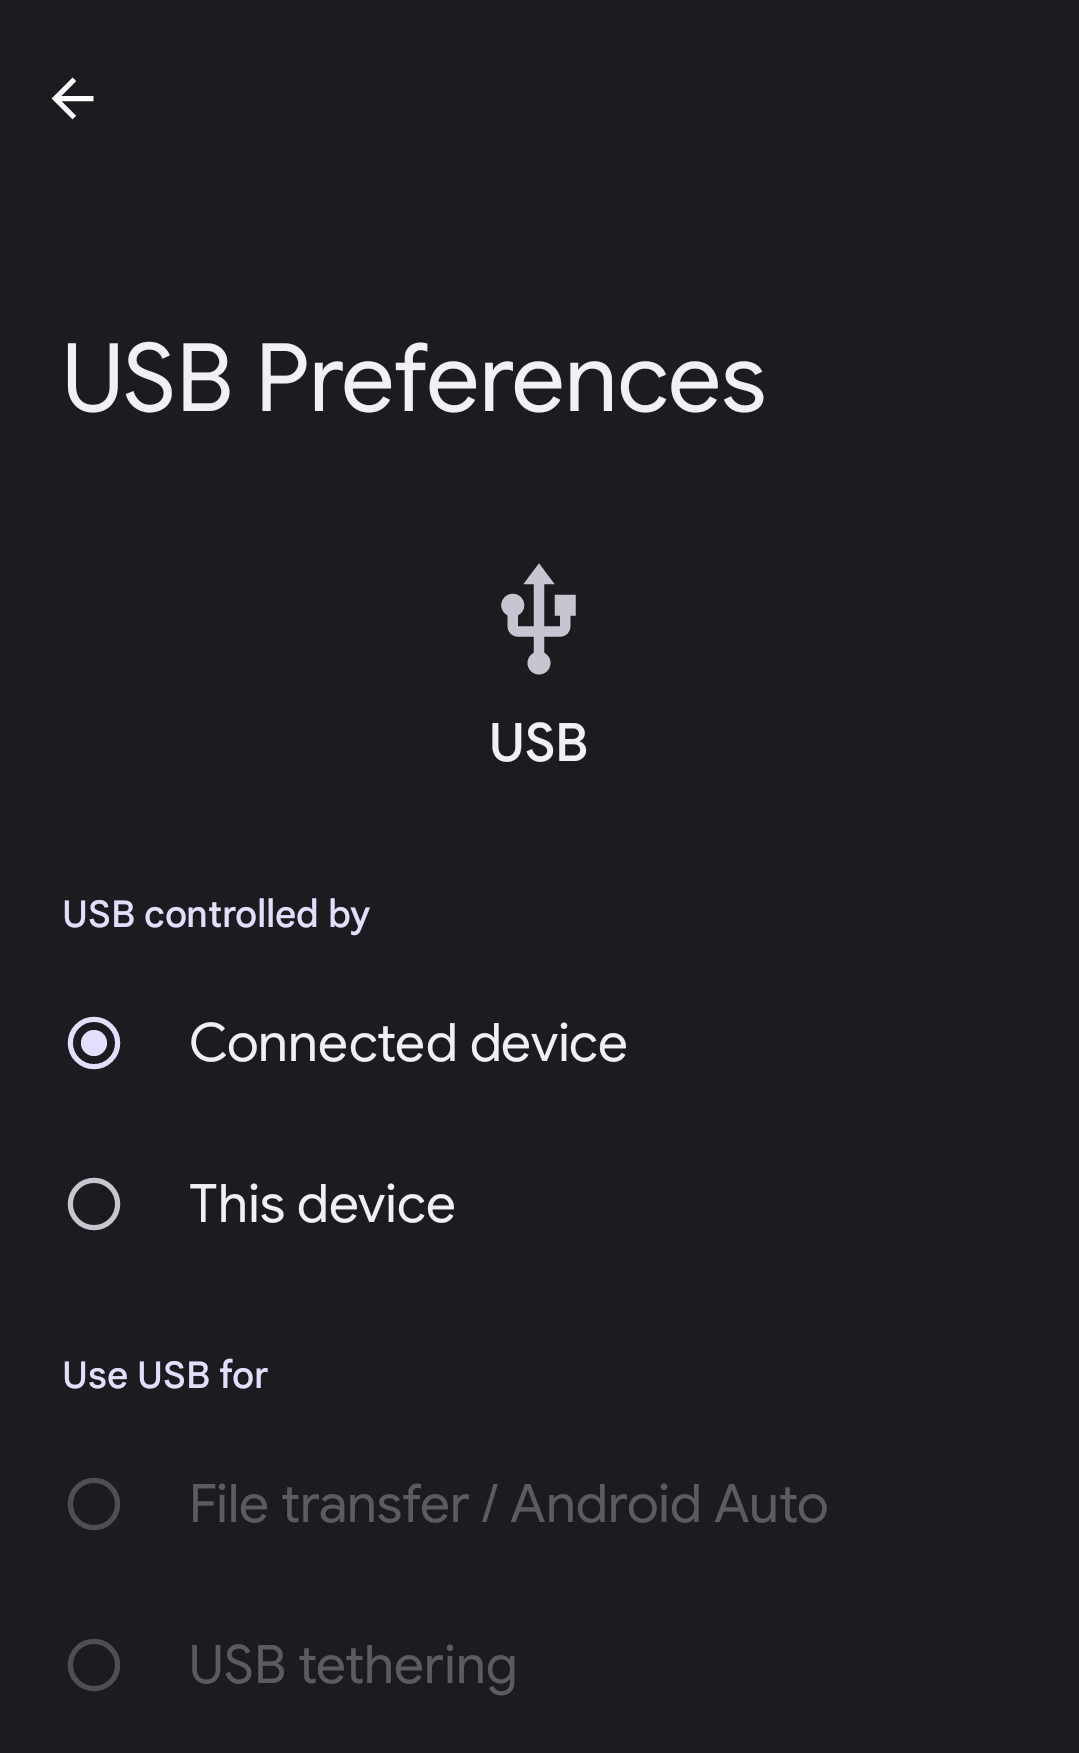 USB Preferences
USB
USB controlled by
Connected device
This device
Use USB for
File transfer / Android Auto
USB tethering